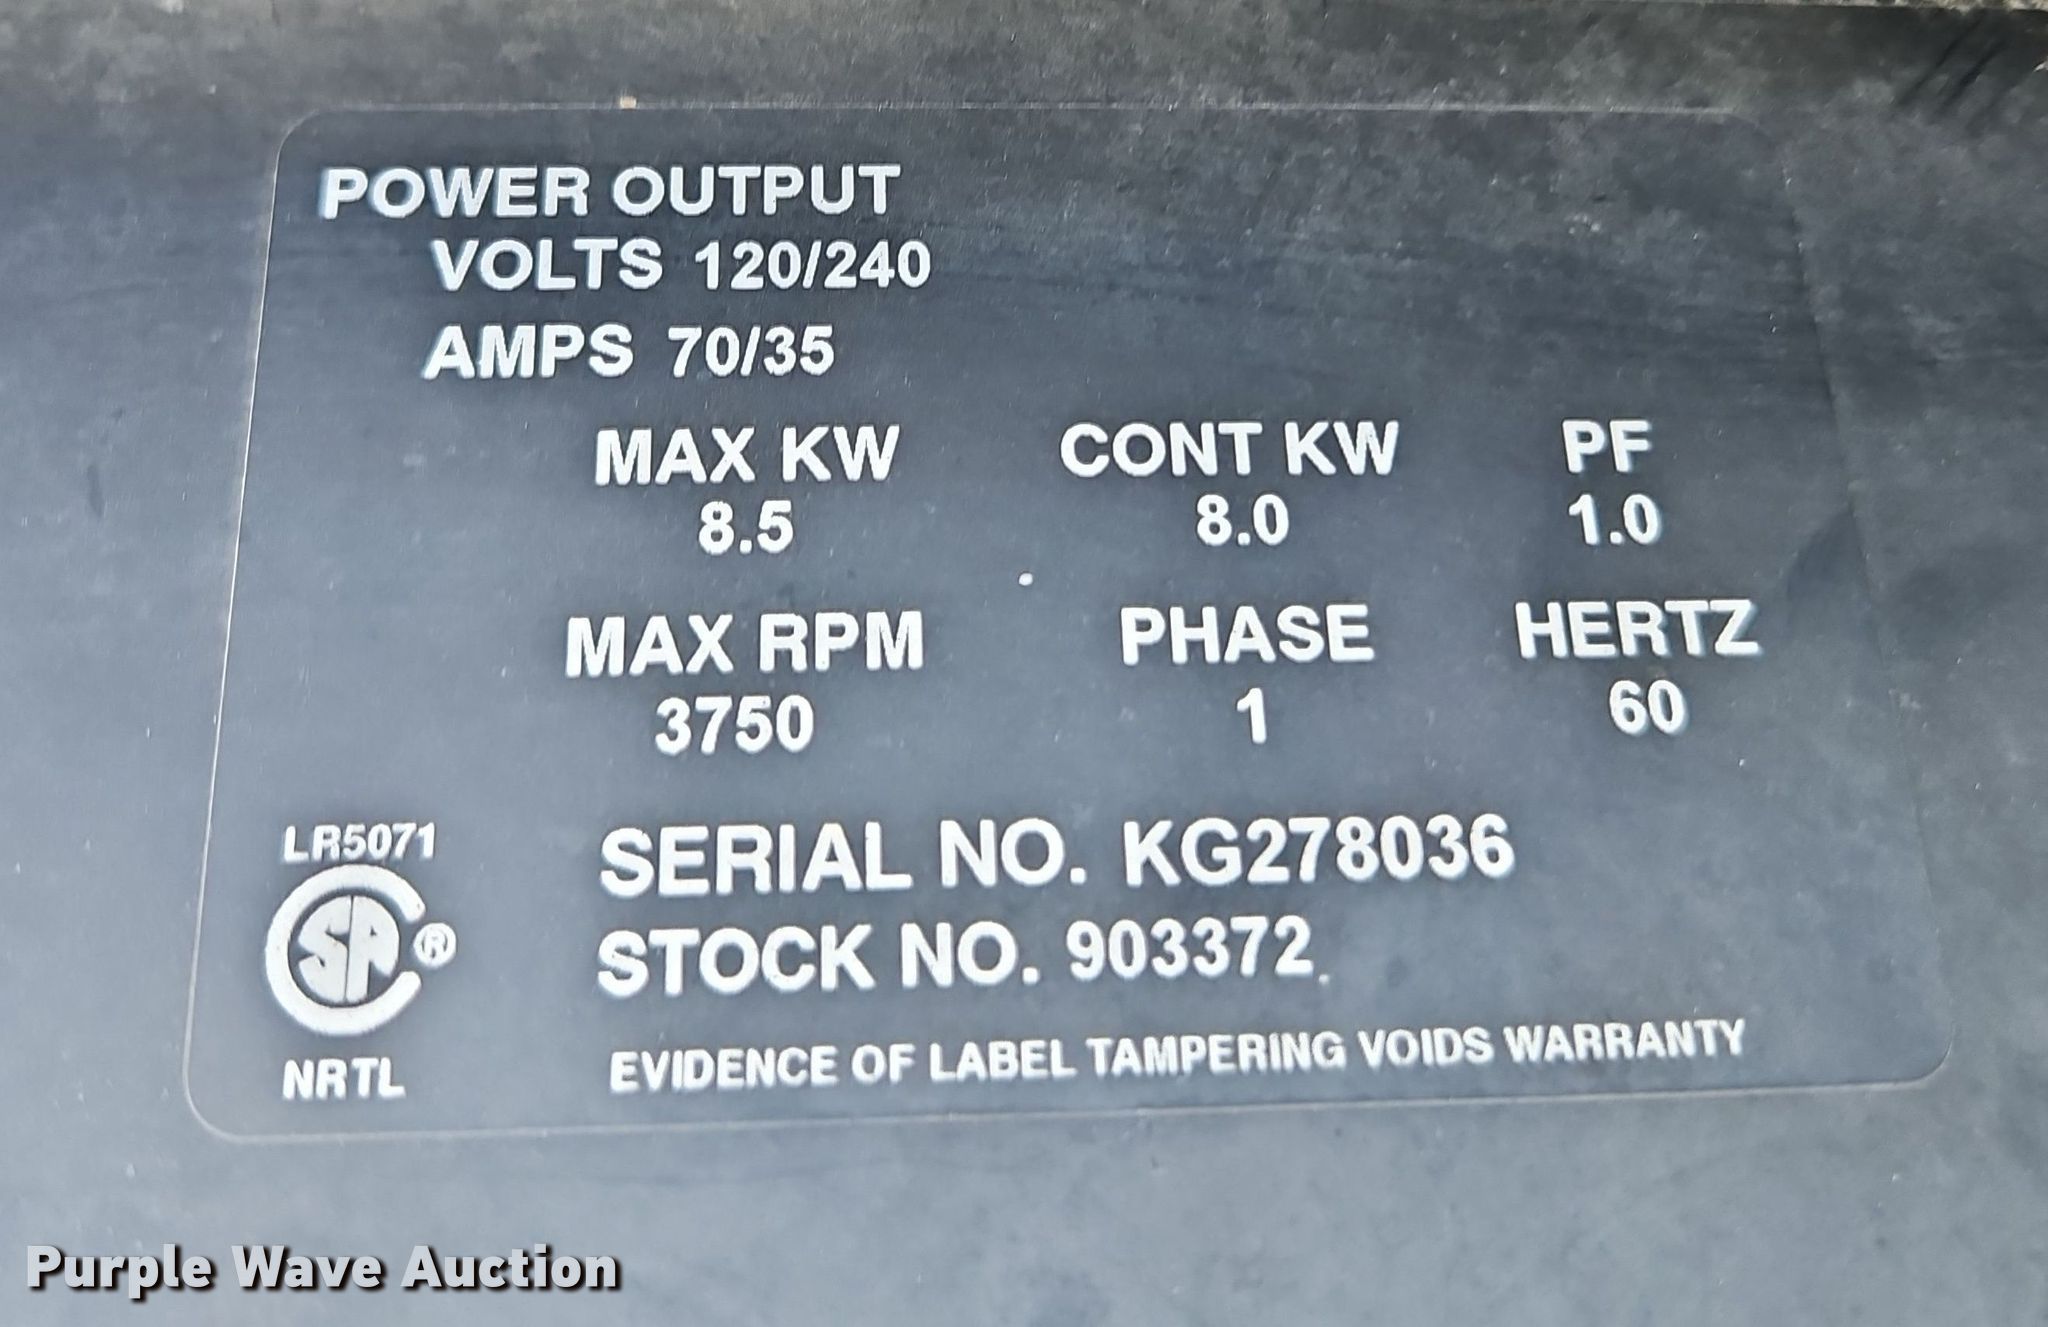 POWER OUTPUT
VOLTS 120/240
AMPS 70/35
MAX KW CONT KW PF
8.5 8.0 1.0
MAX RPM PHASE HERTZ
3750 1 60
LR5071
SERIAL NO. KG278036
SA ®
STOCK NO. 903372
NRTL
EVIDENCE OF LABEL TAMPERING VOIDS WARRANTY
Purple Wave Auction